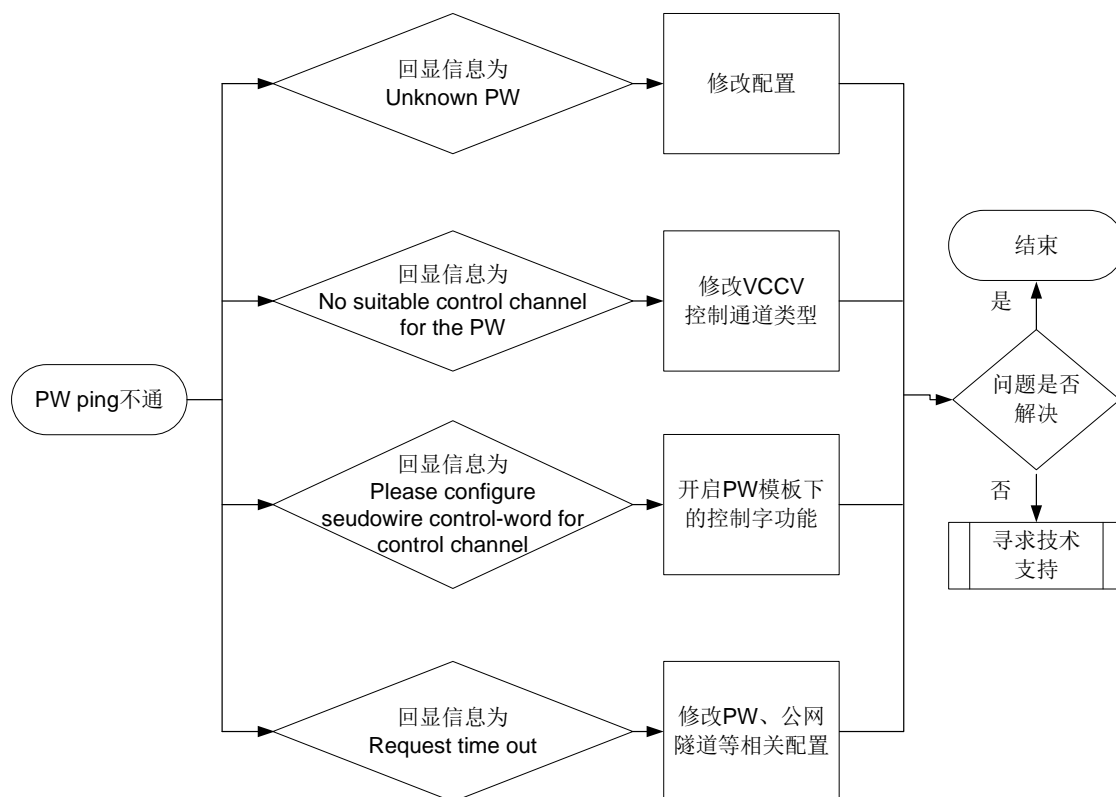 回显信息为
Unknown PW
修改配置
回显信息为
No suitable control channel
for the PW
修改VCCV
控制通道类型
结束
是
PW ping不通
问题是否
解决
回显信息为
Please configure
seudowire control-word for
control channel
开启PW模板下
的控制字功能
否
寻求技术
支持
回显信息为
Request time out
修改PW、公网
隧道等相关配置